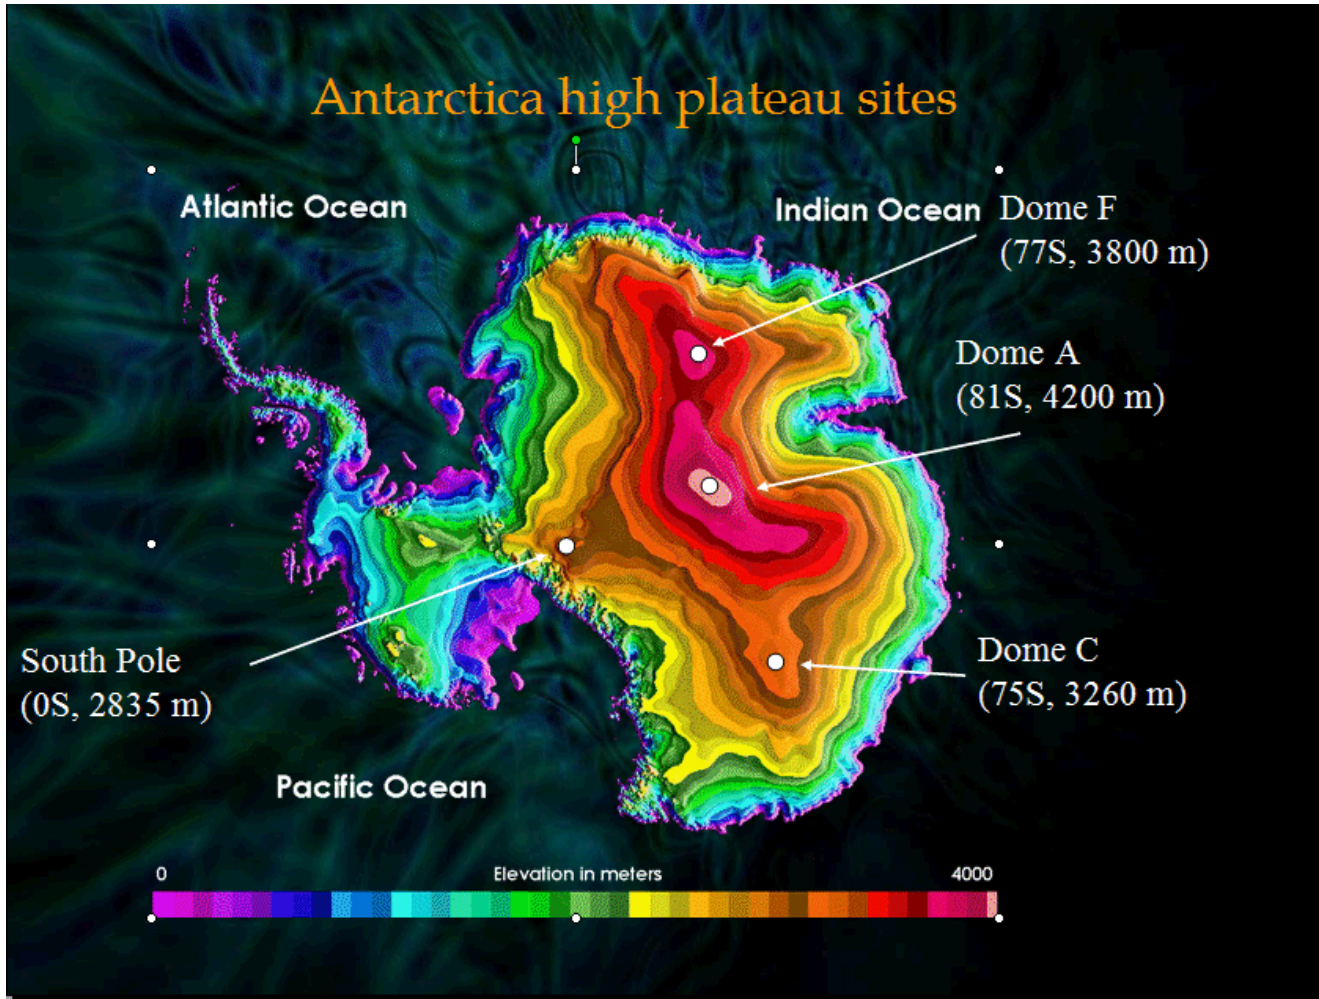 Antarctica high plateau sites
Atlantic Ocean
Indian Ocean
Dome F
(77S, 3800 m)
Dome A
(81S, 4200 m)
South Pole
(0S, 2835 m)
Dome C
(75S, 3260 m)
Pacific Ocean
0 Elevation in meters 4000